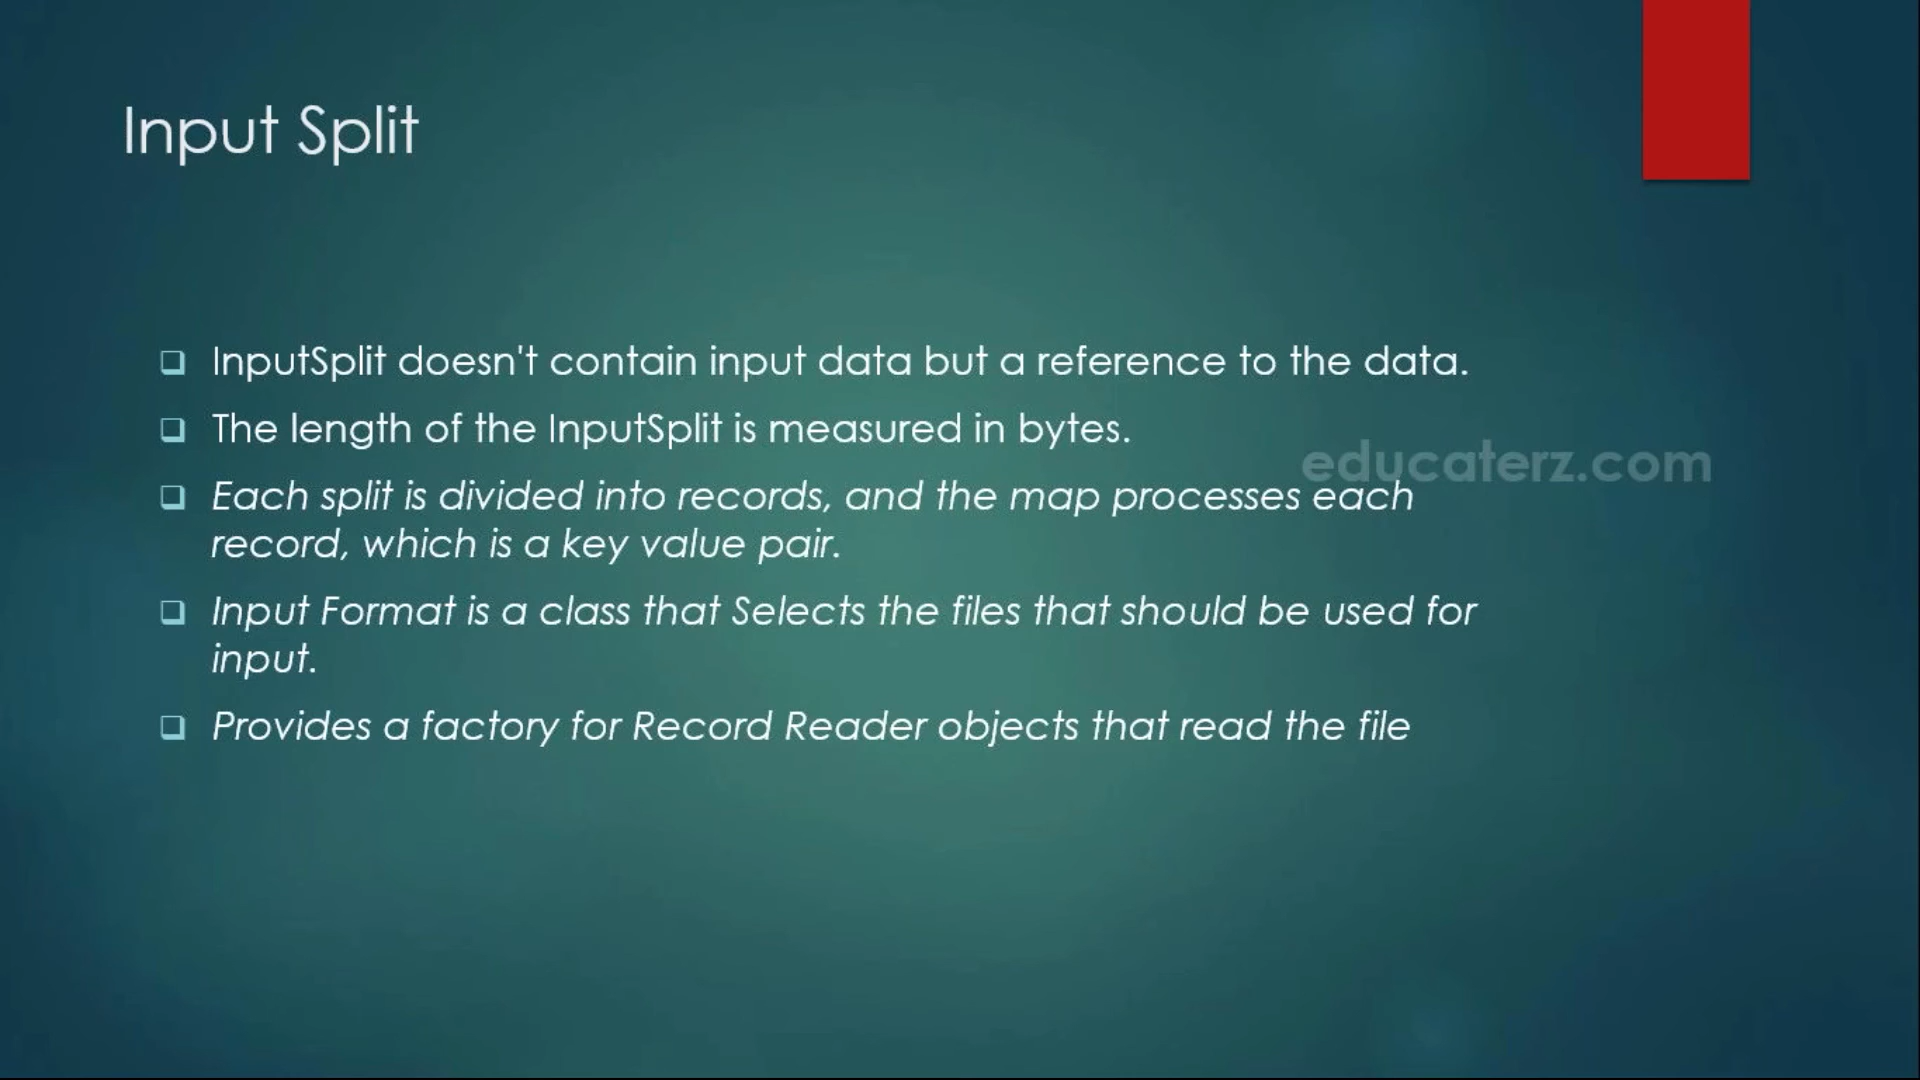 Input Split
InputSplit doesn't contain input data but a reference to the data.
The length of the InputSplit is measured in bytes.
educaterz.com
Each split is divided into records, and the map processes each
record, which is a key value pair.
Input Format is a class that Selects the files that should be used for
input.
Provides a factory for Record Reader objects that read the file